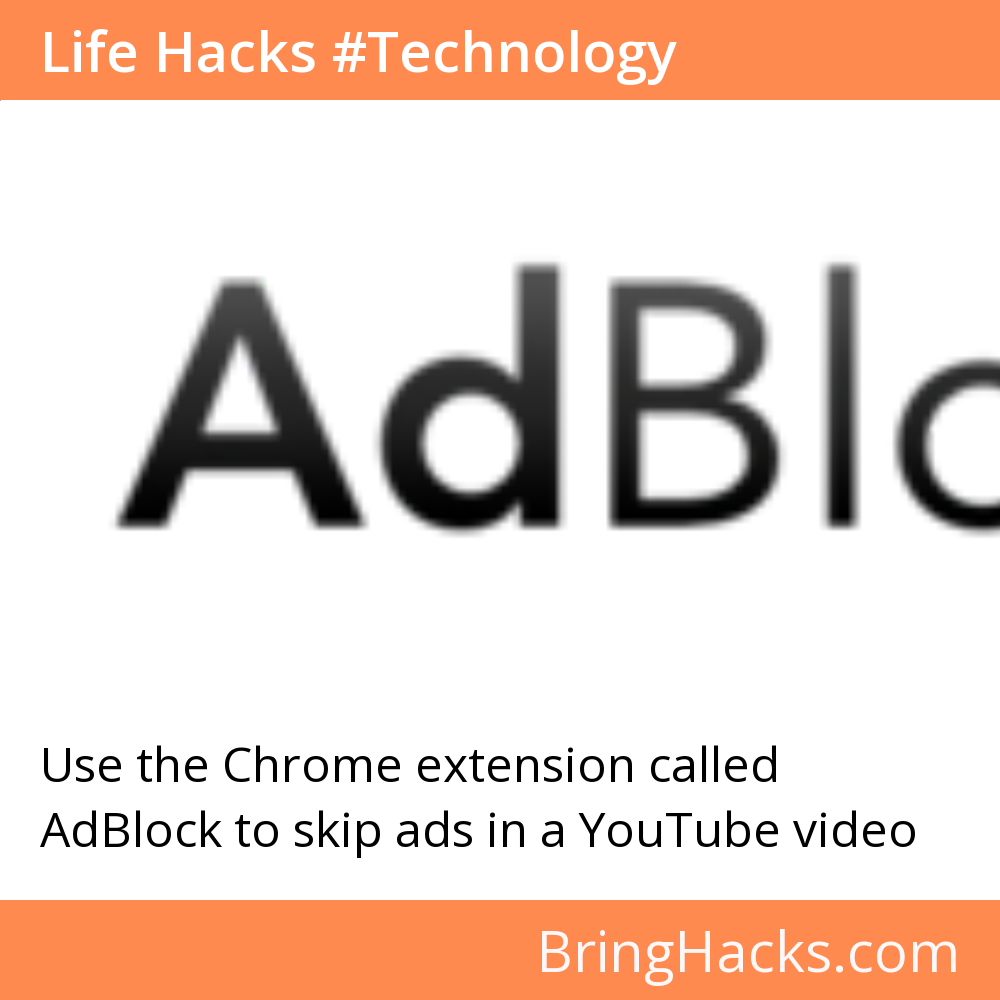 Life Hacks #Technology
AdBlo
Use the Chrome extension called
AdBlock to skip ads in a YouTube video
BringHacks.com